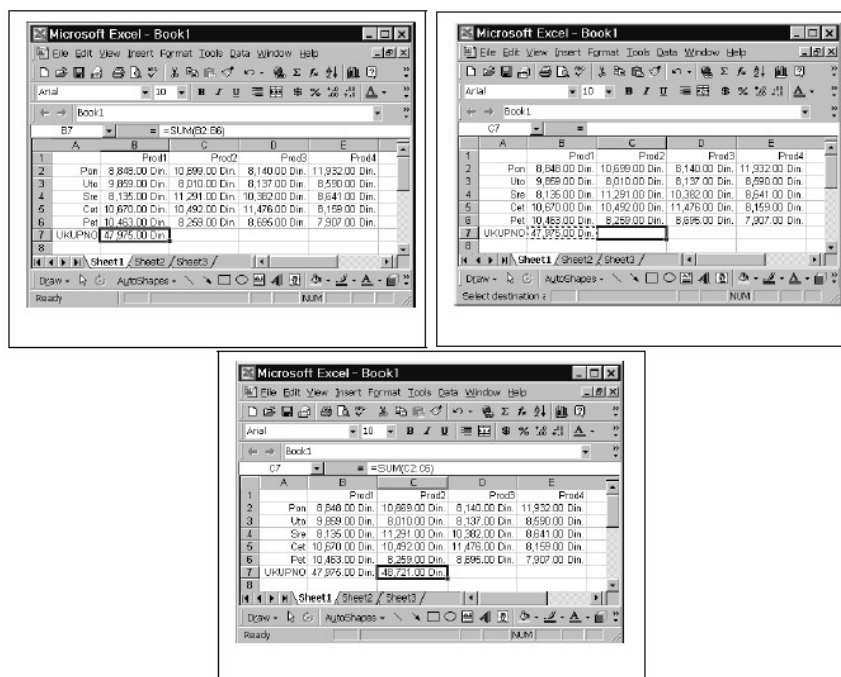 Microsoft Excel - Book1
File Edit View Insert Format Tools Data Window Help
Arial 10 B I U
Book1
B7 = =SUM(B2:B6)
A B C D E
1 Prod1 Prod2 Prod3 Prod4
2 Pon 8,848.00 Din. 10,669.00 Din. 8,140.00 Din. 11,932.00 Din.
3 Uto 9,859.00 Din. 8,010.00 Din. 8,137.00 Din. 8,590.00 Din.
4 Sre 8,135.00 Din. 11,291.00 Din. 10,382.00 Din. 8,641.00 Din.
5 Cet 10,670.00 Din. 10,492.00 Din. 11,476.00 Din. 8,159.00 Din.
6 Pet 10,463.00 Din. 8,259.00 Din. 8,695.00 Din. 7,907.00 Din.
7 UKUPNO 47,975.00 Din.
8
Sheet1 Sheet2 Sheet3
Draw AutoShapes
Ready NUM
Microsoft Excel - Book1
File Edit View Insert Format Tools Data Window Help
Arial 10 B I U
Book1
C7 =
A B C D E
1 Prod1 Prod2 Prod3 Prod4
2 Pon 8,848.00 Din. 10,669.00 Din. 8,140.00 Din. 11,932.00 Din.
3 Uto 9,859.00 Din. 8,010.00 Din. 8,137.00 Din. 8,590.00 Din.
4 Sre 8,135.00 Din. 11,291.00 Din. 10,382.00 Din. 8,641.00 Din.
5 Cet 10,670.00 Din. 10,492.00 Din. 11,476.00 Din. 8,159.00 Din.
6 Pet 10,463.00 Din. 8,259.00 Din. 8,695.00 Din. 7,907.00 Din.
7 UKUPNO 47,975.00 Din.
8
Sheet1 Sheet2 Sheet3
Draw AutoShapes
Select destination a NUM
Microsoft Excel - Book1
File Edit View Insert Format Tools Data Window Help
Arial 10 B I U
Book1
C7 = =SUM(C2:C6)
A B C D E
1 Prod1 Prod2 Prod3 Prod4
2 Pon 8,848.00 Din. 10,669.00 Din. 8,140.00 Din. 11,932.00 Din.
3 Uto 9,859.00 Din. 8,010.00 Din. 8,137.00 Din. 8,590.00 Din.
4 Sre 8,135.00 Din. 11,291.00 Din. 10,382.00 Din. 8,641.00 Din.
5 Cet 10,670.00 Din. 10,492.00 Din. 11,476.00 Din. 8,159.00 Din.
6 Pet 10,463.00 Din. 8,259.00 Din. 8,695.00 Din. 7,907.00 Din.
7 UKUPNO 47,975.00 Din. 48,721.00 Din.
8
Sheet1 Sheet2 Sheet3
Draw AutoShapes
Ready NUM